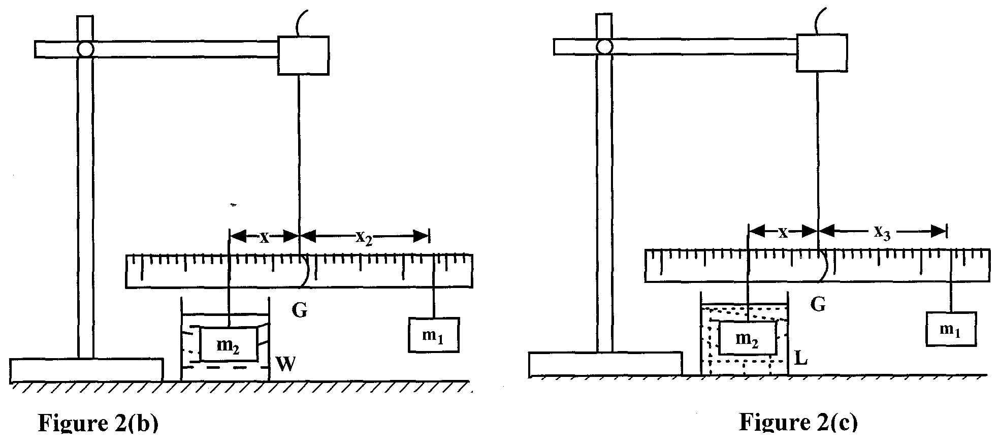 x x₂
G
m₂ m₁
W
Figure 2(b)
x x₃
G
m₂ m₁
L
Figure 2(c)